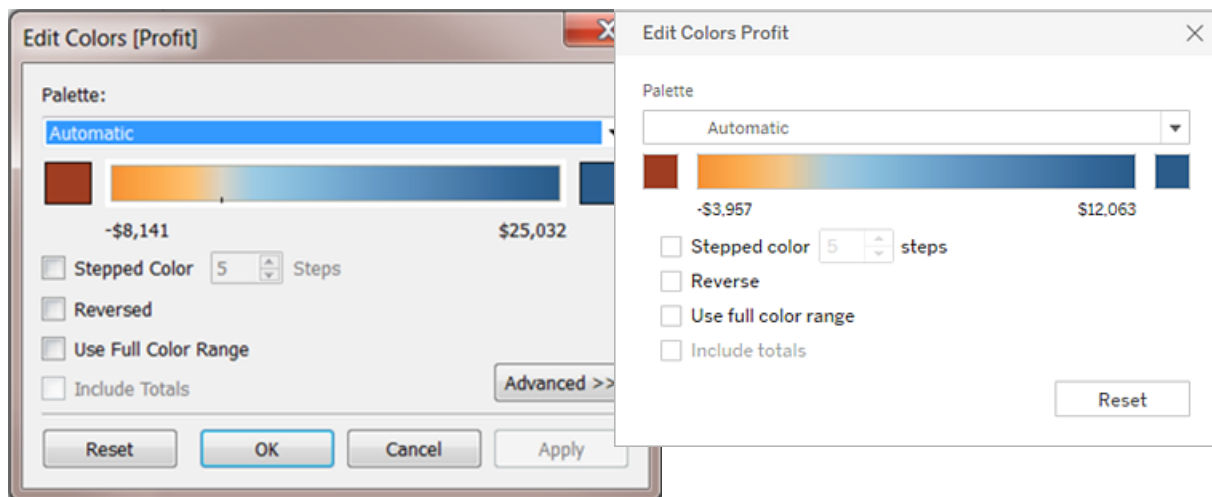 Edit Colors [Profit]
Palette:
Automatic
-$8,141 $25,032
Stepped Color 5 Steps
Reversed
Use Full Color Range
Include Totals
Advanced >>
Reset OK Cancel Apply
Edit Colors Profit
Palette
Automatic
-$3,957 $12,063
Stepped color 5 steps
Reverse
Use full color range
Include totals
Reset